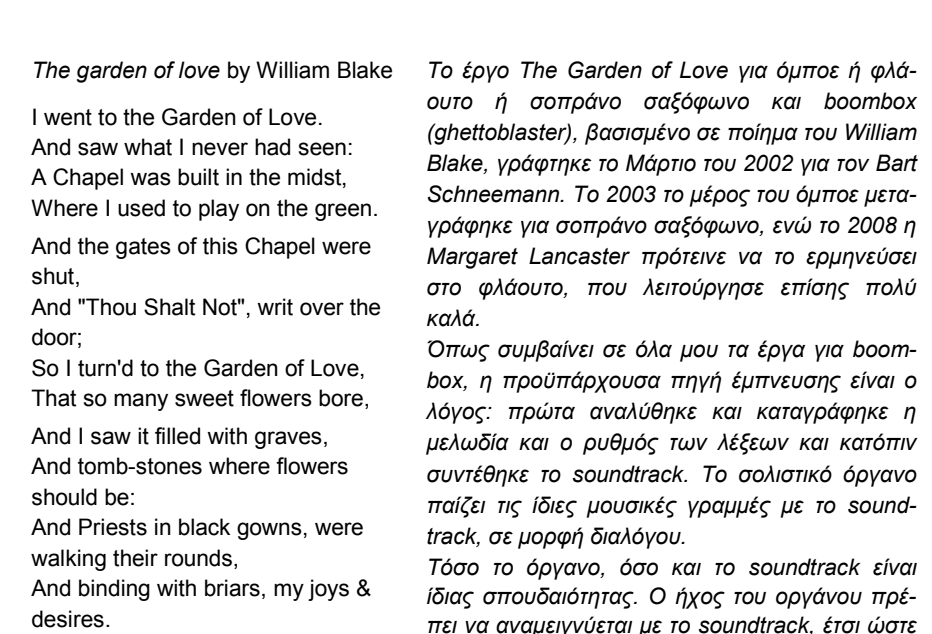 The garden of love by William Blake
I went to the Garden of Love.
And saw what I never had seen:
A Chapel was built in the midst,
Where I used to play on the green.
And the gates of this Chapel were
shut,
And "Thou Shalt Not", writ over the
door;
So I turn'd to the Garden of Love,
That so many sweet flowers bore,
And I saw it filled with graves,
And tomb-stones where flowers
should be:
And Priests in black gowns, were
walking their rounds,
And binding with briars, my joys &
desires.
Το έργο The Garden of Love για όμποε ή φλά-
ουτο ή σοπράνο σαξόφωνο και boombox
(ghettoblaster), βασισμένο σε ποίημα του William
Blake, γράφτηκε το Μάρτιο του 2002 για τον Bart
Schneemann. Το 2003 το μέρος του όμποε μετα-
γράφηκε για σοπράνο σαξόφωνο, ενώ το 2008 η
Margaret Lancaster πρότεινε να το ερμηνεύσει
στο φλάουτο, που λειτούργησε επίσης πολύ
καλά.
Όπως συμβαίνει σε όλα μου τα έργα για boom-
box, η προϋπάρχουσα πηγή έμπνευσης είναι ο
λόγος: πρώτα αναλύθηκε και καταγράφηκε η
μελωδία και ο ρυθμός των λέξεων και κατόπιν
συντέθηκε το soundtrack. Το σολιστικό όργανο
παίζει τις ίδιες μουσικές γραμμές με το sound-
track, σε μορφή διαλόγου.
Τόσο το όργανο, όσο και το soundtrack είναι
ίδιας σπουδαιότητας. Ο ήχος του οργάνου πρέ-
πει να αναμειγνύεται με το soundtrack, έτσι ώστε